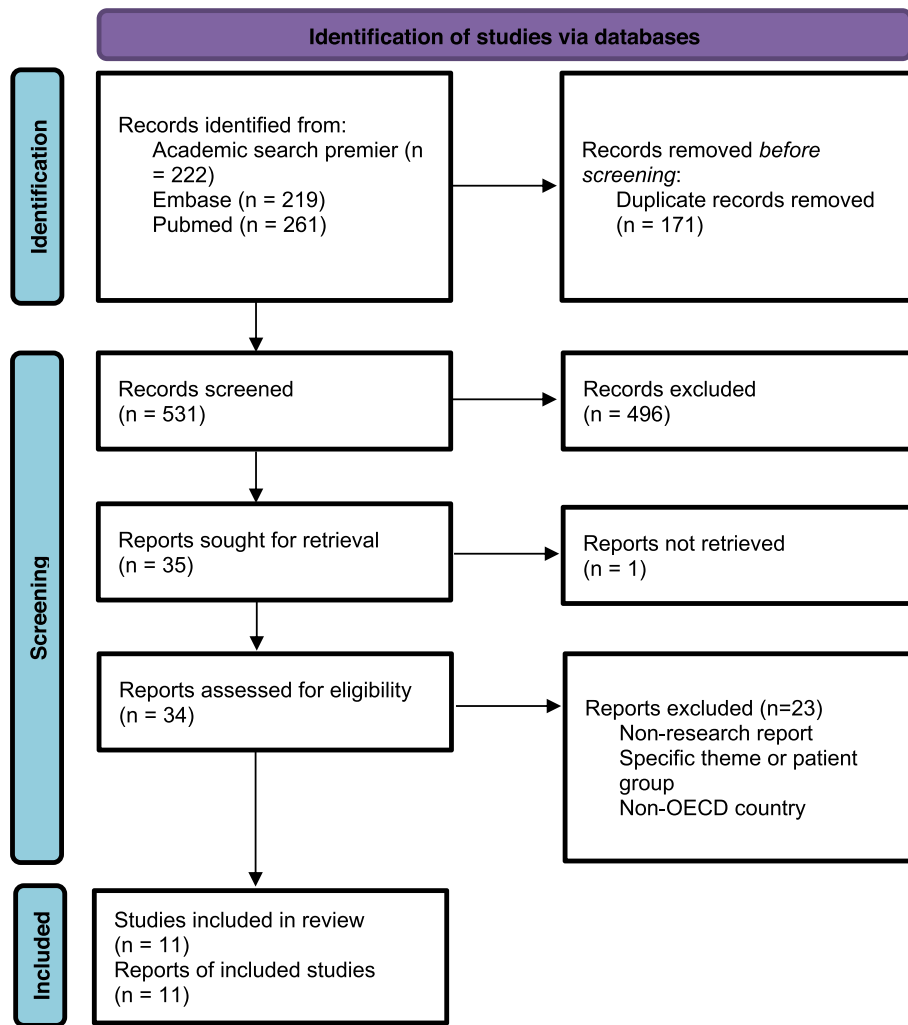 Identification of studies via databases
Identification
Records identified from:
Academic search premier (n
= 222)
Embase (n = 219)
Pubmed (n = 261)
Records removed before
screening:
Duplicate records removed
(n = 171)
Screening
Records screened
(n = 531)
Records excluded
(n = 496)
Reports sought for retrieval
(n = 35)
Reports not retrieved
(n = 1)
Reports assessed for eligibility
(n = 34)
Reports excluded (n=23)
Non-research report
Specific theme or patient
group
Non-OECD country
Included
Studies included in review
(n = 11)
Reports of included studies
(n = 11)